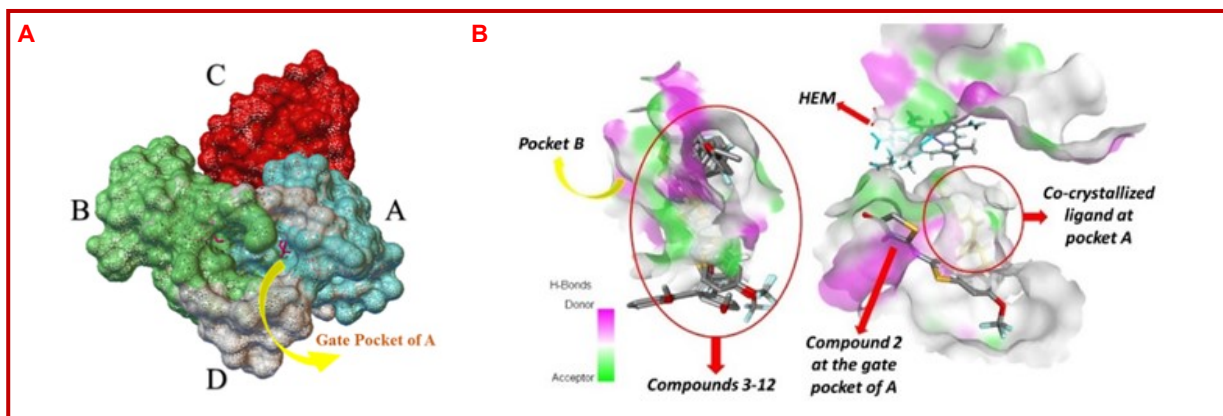 A
C
B
A
Gate Pocket of A
D
B
Pocket B
H-Bonds
Donor
Acceptor
Compounds 3-12
HEM
Co-crystallized
ligand at
pocket A
Compound 2
at the gate
pocket of A